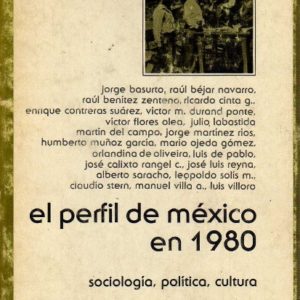 jorge basurto, raúl béjar navarro,
raúl benítez zenteno, ricardo cinta g.,
enrique contreras suárez, víctor m. durand ponte,
víctor flores olea, julio labastida
martín del campo, jorge martínez ríos,
humberto muñoz garcía, mario ojeda gómez,
orlandina de oliveira, luis de pablo,
josé calixto rangel c., josé luis reyna,
alberto saracho, leopoldo solís m.,
claudio stern, manuel villa a., luis villoro
el perfil de méxico
en 1980
sociología, política, cultura